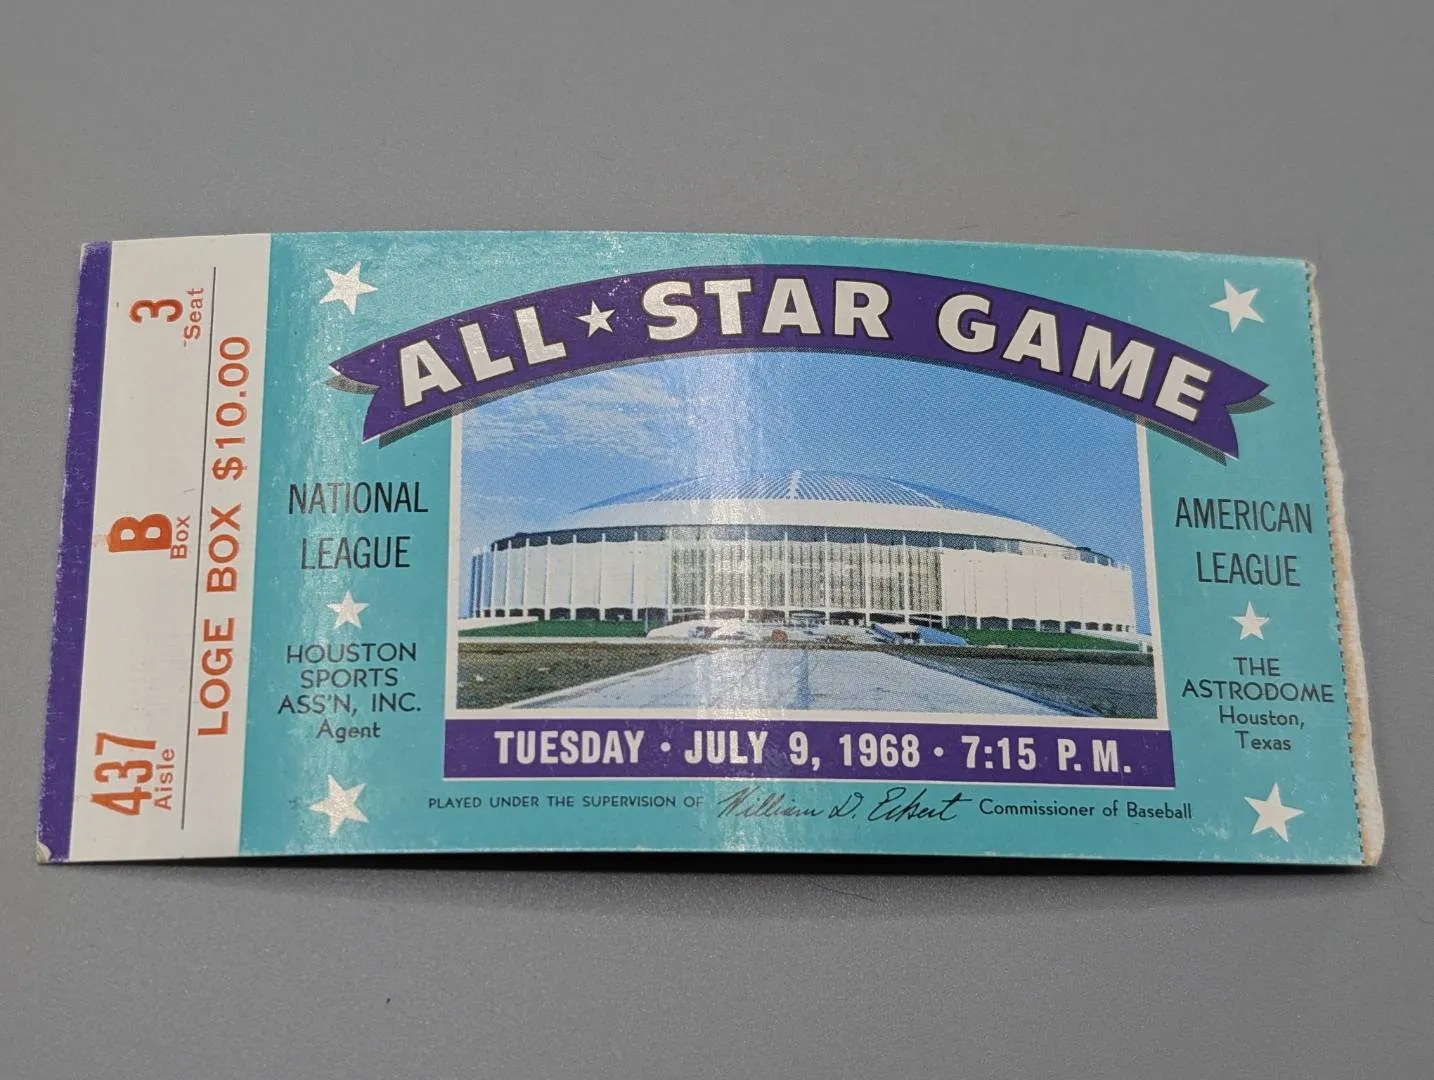 437 Aisle
B Box
3 Seat
LOGE BOX $10.00
ALL ★ STAR GAME
NATIONAL
LEAGUE
HOUSTON
SPORTS
ASS'N, INC.
Agent
AMERICAN
LEAGUE
THE
ASTRODOME
Houston,
Texas
TUESDAY • JULY 9, 1968 • 7:15 P. M.
PLAYED UNDER THE SUPERVISION OF William D. Eckert Commissioner of Baseball